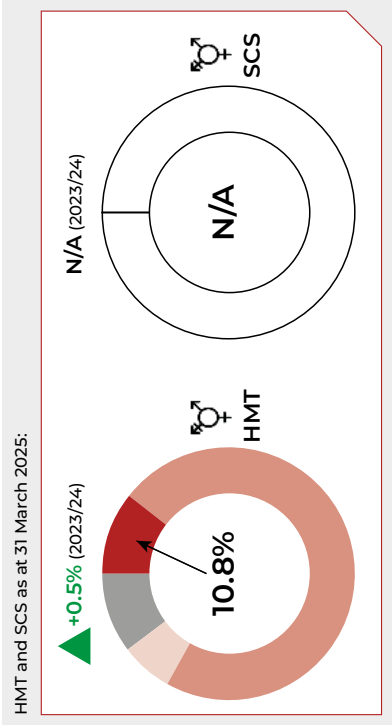 HMT and SCS as at 31 March 2025:
+0.5% (2023/24)
10.8%
HMT
N/A (2023/24)
N/A
SCS